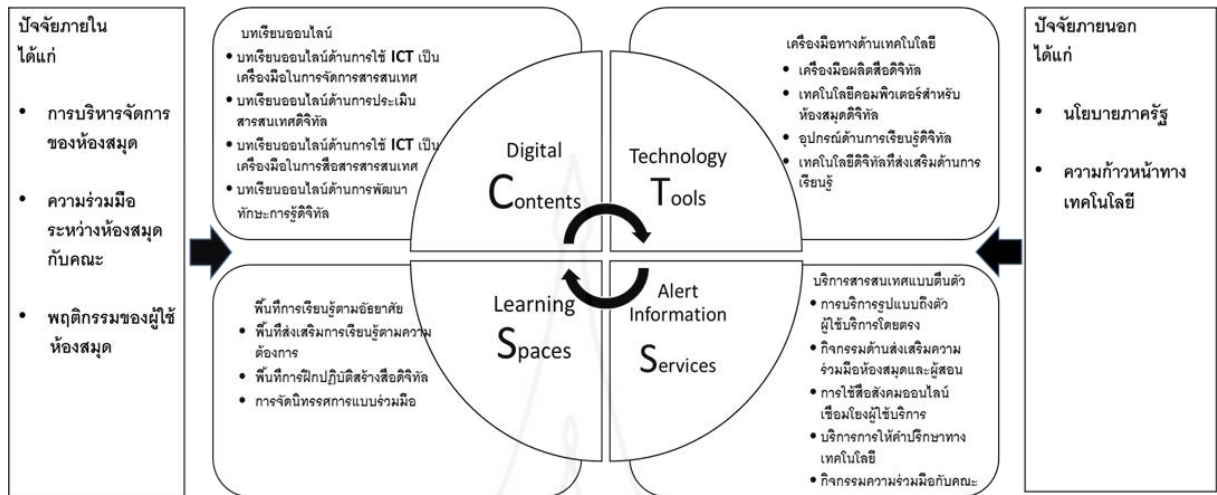 ปัจจัยภายใน
ได้แก่
• การบริหารจัดการ
ของห้องสมุด
• ความร่วมมือ
ระหว่างห้องสมุด
กับคณะ
• พฤติกรรมของผู้ใช้
ห้องสมุด
บทเรียนออนไลน์
• บทเรียนออนไลน์ด้านการใช้ ICT เป็น
เครื่องมือในการจัดการสารสนเทศ
• บทเรียนออนไลน์ด้านการประเมิน
สารสนเทศดิจิทัล
• บทเรียนออนไลน์ด้านการใช้ ICT เป็น
เครื่องมือในการสื่อสารสารสนเทศ
• บทเรียนออนไลน์ด้านการพัฒนา
ทักษะการรู้ดิจิทัล
Digital
Contents
Technology
Tools
เครื่องมือทางด้านเทคโนโลยี
• เครื่องมือผลิตสื่อดิจิทัล
• เทคโนโลยีคอมพิวเตอร์สำหรับ
ห้องสมุดดิจิทัล
• อุปกรณ์ด้านการเรียนรู้ดิจิทัล
• เทคโนโลยีดิจิทัลที่ส่งเสริมด้านการ
เรียนรู้
พื้นที่การเรียนรู้ตามอัธยาศัย
• พื้นที่ส่งเสริมการเรียนรู้ตามความ
ต้องการ
• พื้นที่การฝึกปฏิบัติสร้างสื่อดิจิทัล
• การจัดนิทรรศการแบบร่วมมือ
Learning
Spaces
Alert
Information
Services
บริการสารสนเทศแบบตื่นตัว
• การบริการรูปแบบถึงตัว
ผู้ใช้บริการโดยตรง
• กิจกรรมด้านส่งเสริมความ
ร่วมมือห้องสมุดและผู้สอน
• การใช้สื่อสังคมออนไลน์
เชื่อมโยงผู้ใช้บริการ
• บริการการให้คำปรึกษาทาง
เทคโนโลยี
• กิจกรรมความร่วมมือกับคณะ
ปัจจัยภายนอก
ได้แก่
• นโยบายภาครัฐ
• ความก้าวหน้าทาง
เทคโนโลยี